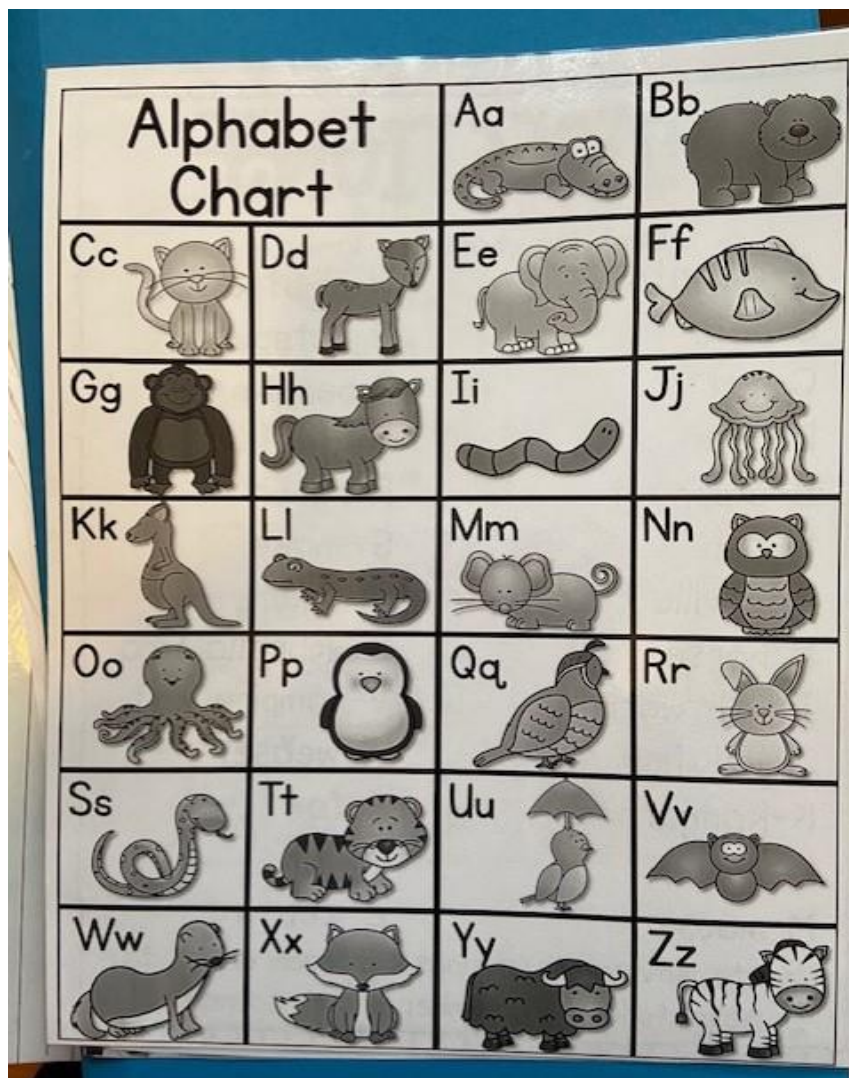 Alphabet
Chart
Aa
Bb
Cc
Dd
Ee
Ff
Gg
Hh
Ii
Jj
Kk
Ll
Mm
Nn
Oo
Pp
Qq
Rr
Ss
Tt
Uu
Vv
Ww
Xx
Yy
Zz